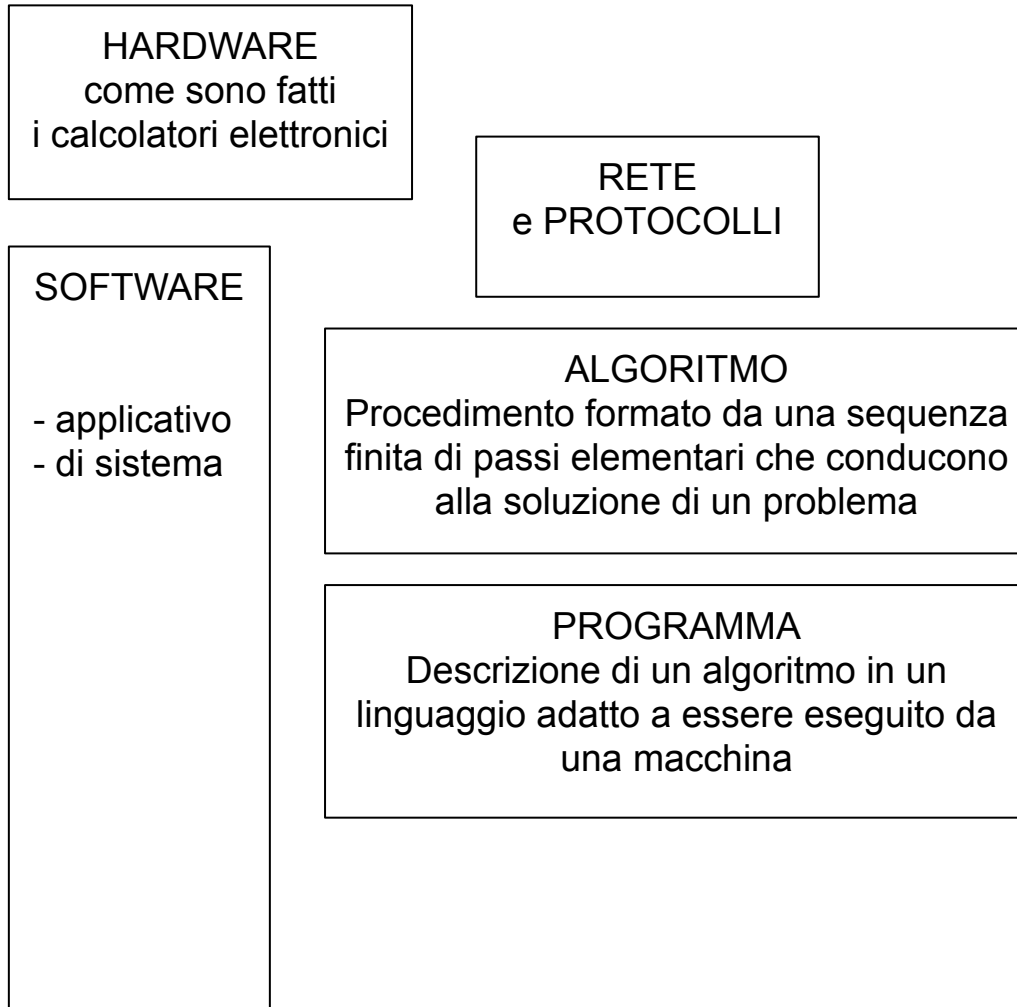 HARDWARE
come sono fatti
i calcolatori elettronici
RETE
e PROTOCOLLI
SOFTWARE
- applicativo
- di sistema
ALGORITMO
Procedimento formato da una sequenza
finita di passi elementari che conducono
alla soluzione di un problema
PROGRAMMA
Descrizione di un algoritmo in un
linguaggio adatto a essere eseguito da
una macchina